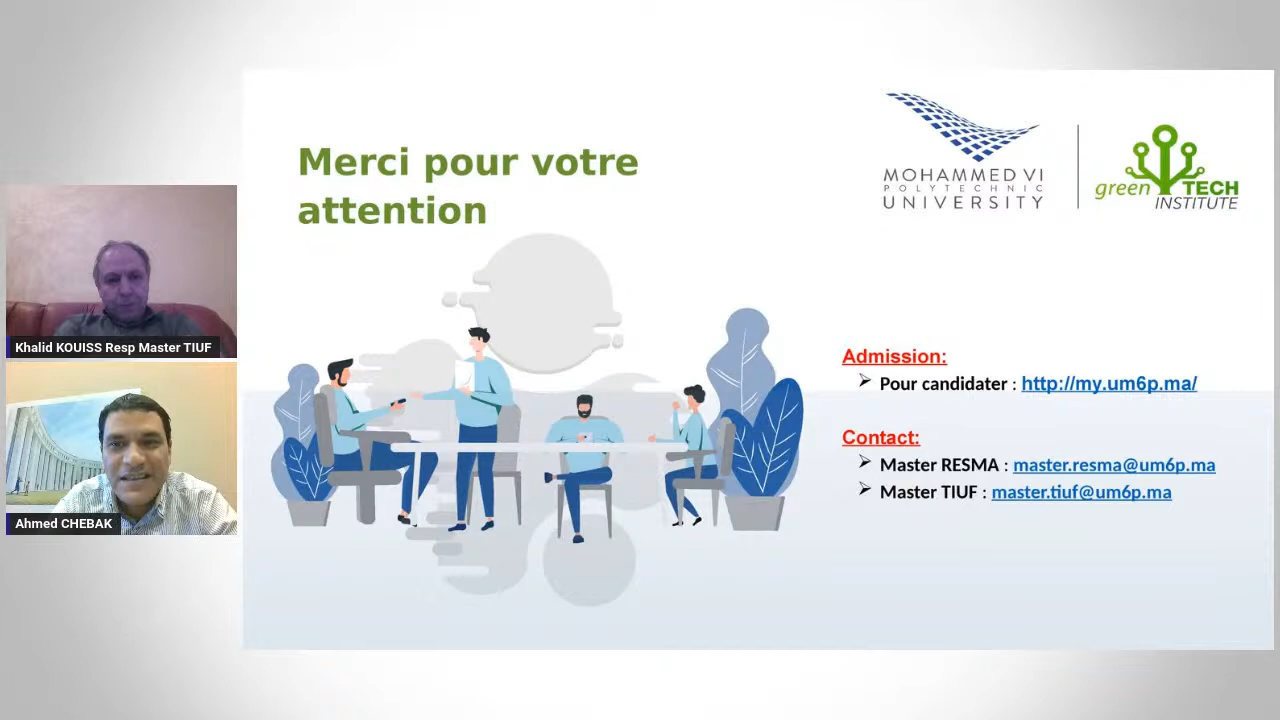 Merci pour votre
attention
MOHAMMED VI
POLYTECHNIC
UNIVERSITY
green TECH
INSTITUTE
Khalid KOUISS Resp Master TIUF
Ahmed CHEBAK
Admission:
➢ Pour candidater : http://my.um6p.ma/
Contact:
➢ Master RESMA : master.resma@um6p.ma
➢ Master TIUF : master.tiuf@um6p.ma